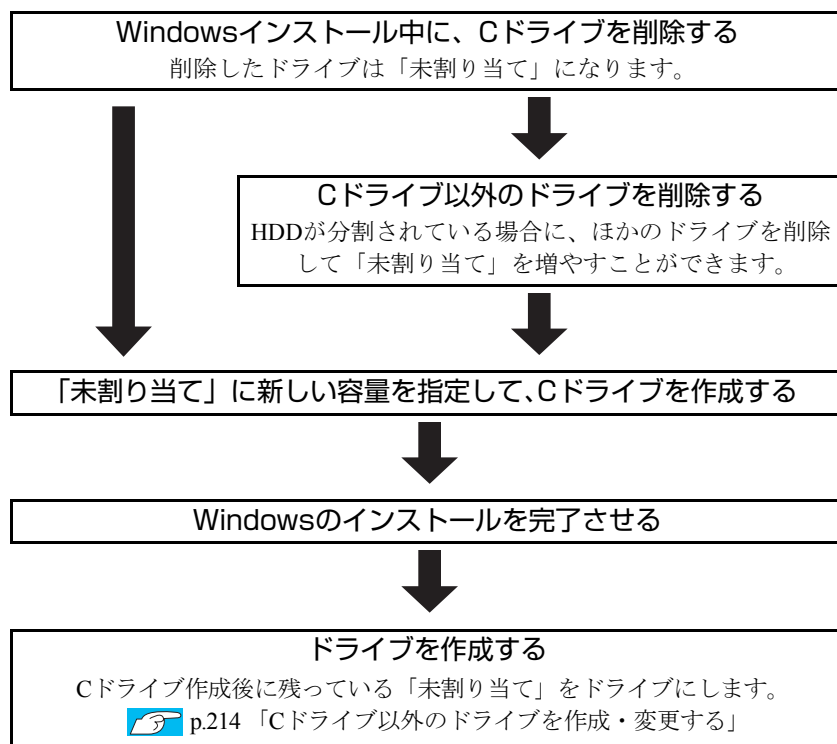 Windowsインストール中に、Cドライブを削除する
削除したドライブは「未割り当て」になります。
Cドライブ以外のドライブを削除する
HDDが分割されている場合に、ほかのドライブを削除
して「未割り当て」を増やすことができます。
「未割り当て」に新しい容量を指定して、Cドライブを作成する
Windowsのインストールを完了させる
ドライブを作成する
Cドライブ作成後に残っている「未割り当て」をドライブにします。
p.214 「Cドライブ以外のドライブを作成・変更する」